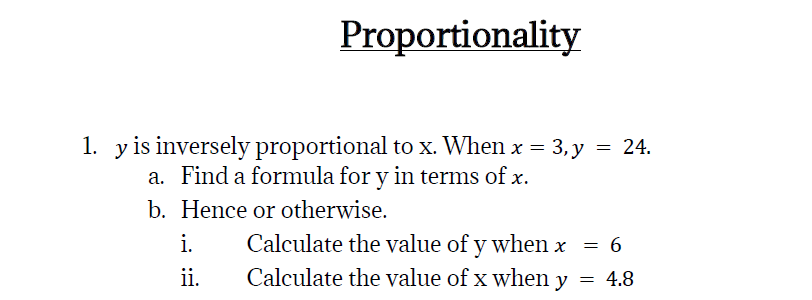 Proportionality
1. y is inversely proportional to x. When x = 3, y = 24.
a. Find a formula for y in terms of x.
b. Hence or otherwise.
i. Calculate the value of y when x = 6
ii. Calculate the value of x when y = 4.8